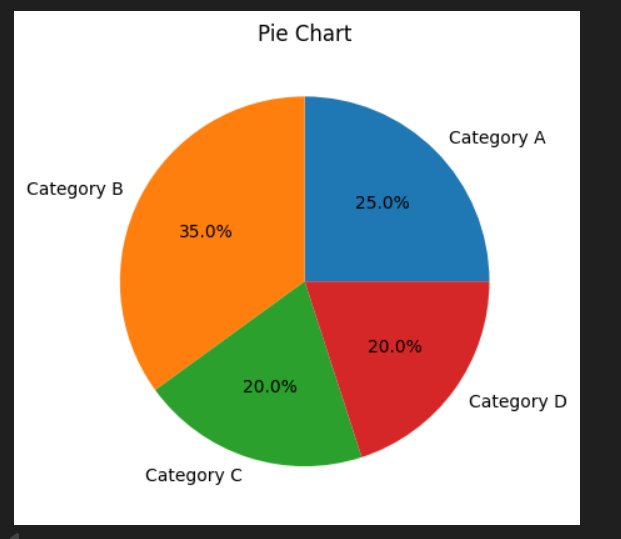 Pie Chart
Category A
25.0%
Category B
35.0%
20.0%
Category D
20.0%
Category C